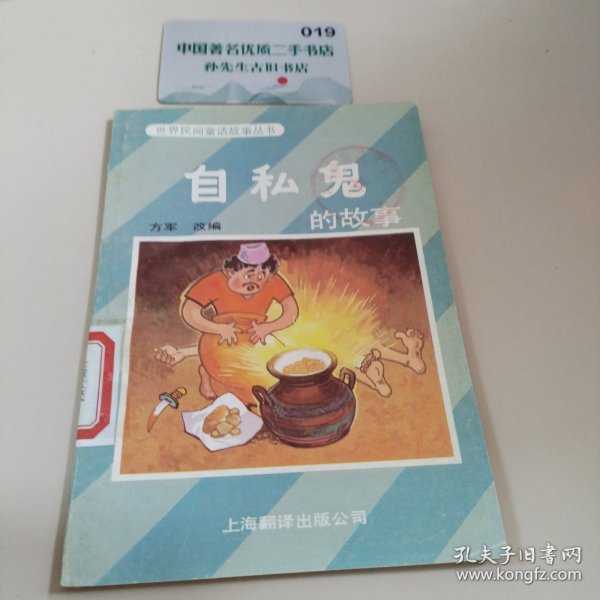 019
中国著名优质二手书店
孙先生古旧书店
世界民间童话故事丛书
自私鬼
的故事
方军 改编
上海翻译出版公司
孔夫子旧书网
www.kongfz.com